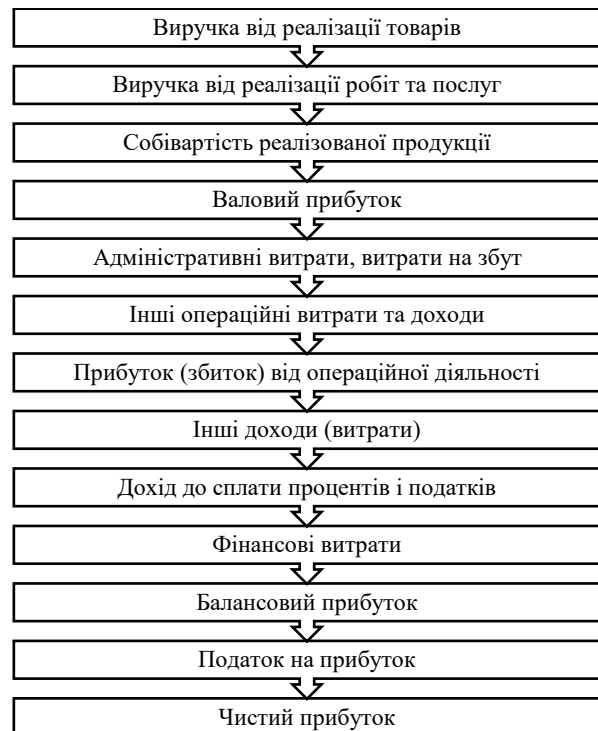 Виручка від реалізації товарів
Виручка від реалізації робіт та послуг
Собівартість реалізованої продукції
Валовий прибуток
Адміністративні витрати, витрати на збут
Інші операційні витрати та доходи
Прибуток (збиток) від операційної діяльності
Інші доходи (витрати)
Дохід до сплати процентів і податків
Фінансові витрати
Балансовий прибуток
Податок на прибуток
Чистий прибуток